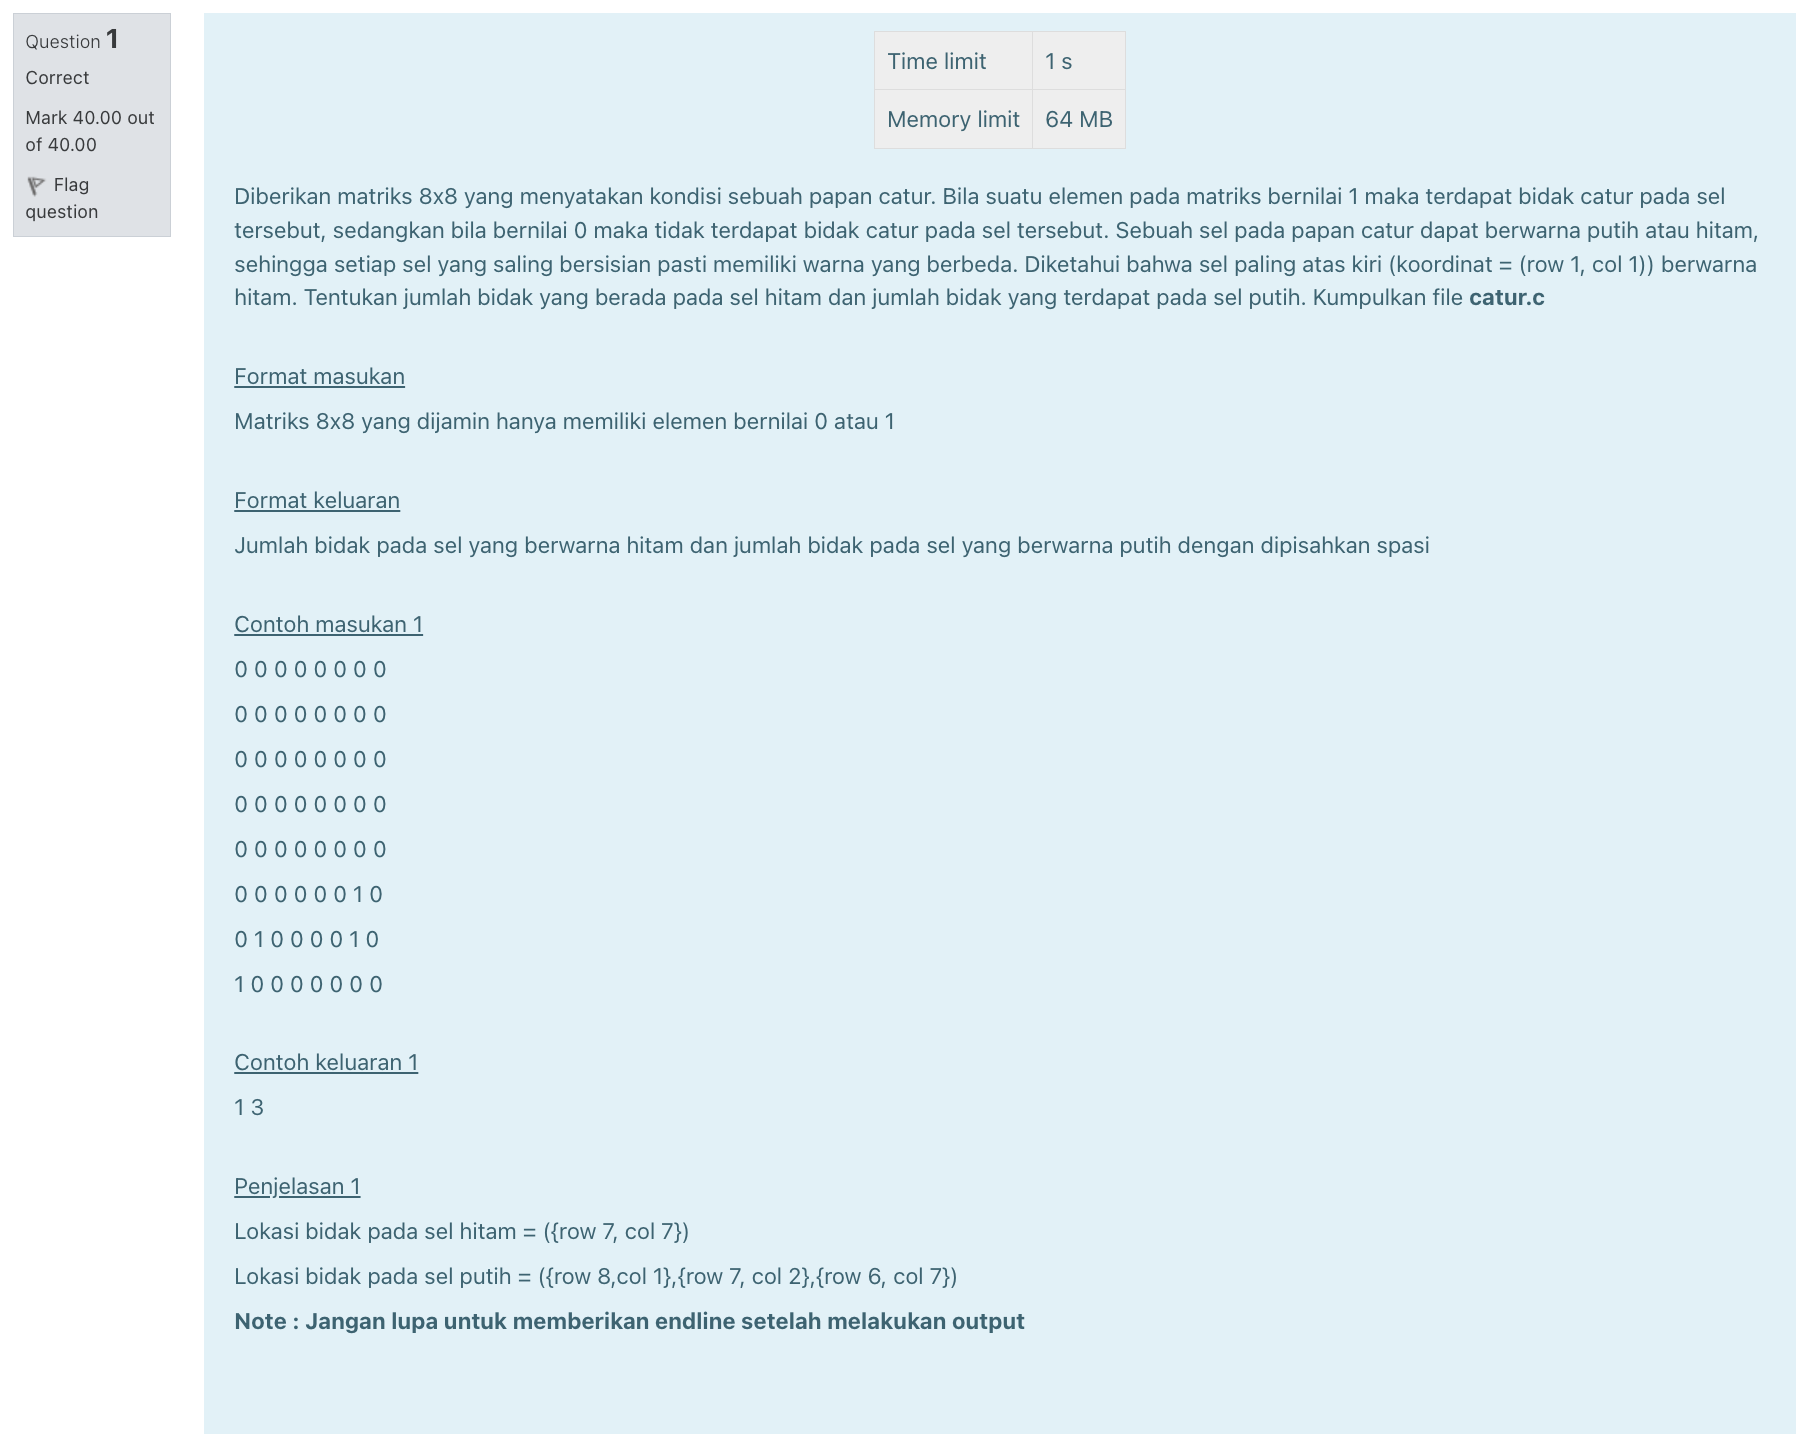 Question 1
Correct
Mark 40.00 out
of 40.00
Flag
question
Time limit 1 s
Memory limit 64 MB
Diberikan matriks 8x8 yang menyatakan kondisi sebuah papan catur. Bila suatu elemen pada matriks bernilai 1 maka terdapat bidak catur pada sel
tersebut, sedangkan bila bernilai 0 maka tidak terdapat bidak catur pada sel tersebut. Sebuah sel pada papan catur dapat berwarna putih atau hitam,
sehingga setiap sel yang saling bersisian pasti memiliki warna yang berbeda. Diketahui bahwa sel paling atas kiri (koordinat = (row 1, col 1)) berwarna
hitam. Tentukan jumlah bidak yang berada pada sel hitam dan jumlah bidak yang terdapat pada sel putih. Kumpulkan file catur.c
Format masukan
Matriks 8x8 yang dijamin hanya memiliki elemen bernilai 0 atau 1
Format keluaran
Jumlah bidak pada sel yang berwarna hitam dan jumlah bidak pada sel yang berwarna putih dengan dipisahkan spasi
Contoh masukan 1
0 0 0 0 0 0 0 0
0 0 0 0 0 0 0 0
0 0 0 0 0 0 0 0
0 0 0 0 0 0 0 0
0 0 0 0 0 0 0 0
0 0 0 0 0 0 1 0
0 1 0 0 0 0 1 0
1 0 0 0 0 0 0 0
Contoh keluaran 1
1 3
Penjelasan 1
Lokasi bidak pada sel hitam = ({row 7, col 7})
Lokasi bidak pada sel putih = ({row 8,col 1},{row 7, col 2},{row 6, col 7})
Note : Jangan lupa untuk memberikan endline setelah melakukan output